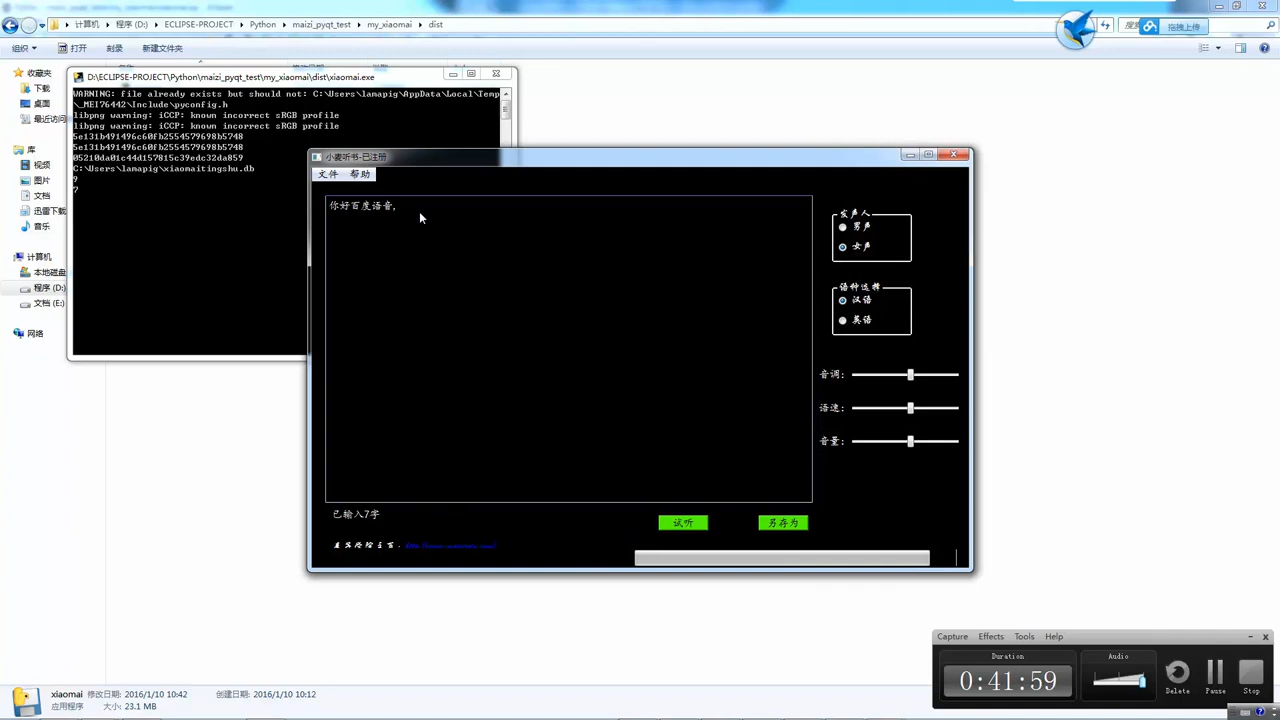 计算机 ▸ 程序 (D:) ▸ ECLIPSE-PROJECT ▸ Python ▸ maizi_pyqt_test ▸ my_xiaomai ▸ dist
拖拽上传
组织 打开 刻录 新建文件夹
收藏夹
下载
桌面
最近访问
库
视频
图片
文档
迅雷下载
音乐
计算机
本地磁盘
程序 (D:)
文档 (E:)
网络
D:\ECLIPSE-PROJECT\Python\maizi_pyqt_test\my_xiaomai\dist\xiaomai.exe
WARNING: file already exists but should not: C:\Users\lamapig\AppData\Local\Temp
\_MEI76442\Include\pyconfig.h
libpng warning: iCCP: known incorrect sRGB profile
libpng warning: iCCP: known incorrect sRGB profile
5e131b491496c60fb2554579698b5748
5e131b491496c60fb2554579698b5748
05210da01c44d157815c39edc32da859
C:\Users\lamapig\xiaomaitingshu.db
9
7
小麦听书-已注册
文件 帮助
你好百度语音,
发声人
男声
女声
语种选择
汉语
英语
音调:
语速:
音量:
已输入7字
试听
另存为
Capture Effects Tools Help
Duration
0:41:59
Audio
Delete
Pause
Stop
xiaomai 修改日期: 2016/1/10 10:42 创建日期: 2016/1/10 10:12
应用程序 大小: 23.1 MB